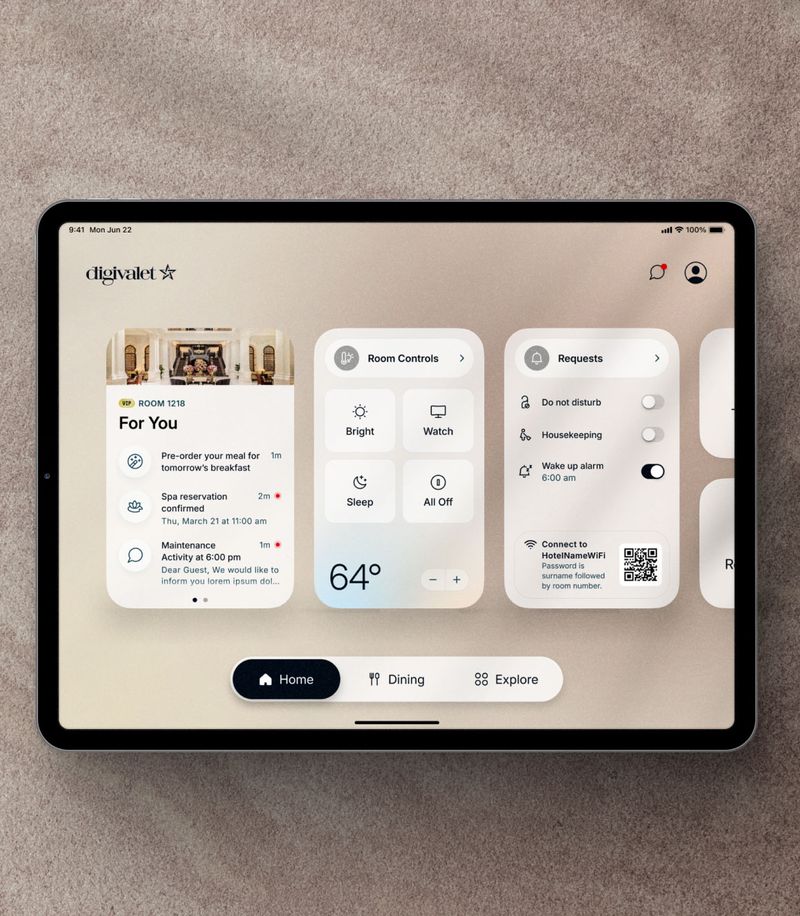 9:41 Mon Jun 22
100%
digivalet
VIP ROOM 1218
For You
Pre-order your meal for
tomorrow's breakfast
1m
Spa reservation
confirmed
2m
Thu, March 21 at 11:00 am
Maintenance
Activity at 6:00 pm
1m
Dear Guest, We would like to
inform you lorem ipsum dol...
Room Controls
Bright
Watch
Sleep
All Off
64°
− +
Requests
Do not disturb
Housekeeping
Wake up alarm
6:00 am
Connect to
HotelNameWiFi
Password is
surname followed
by room number.
Home
Dining
Explore